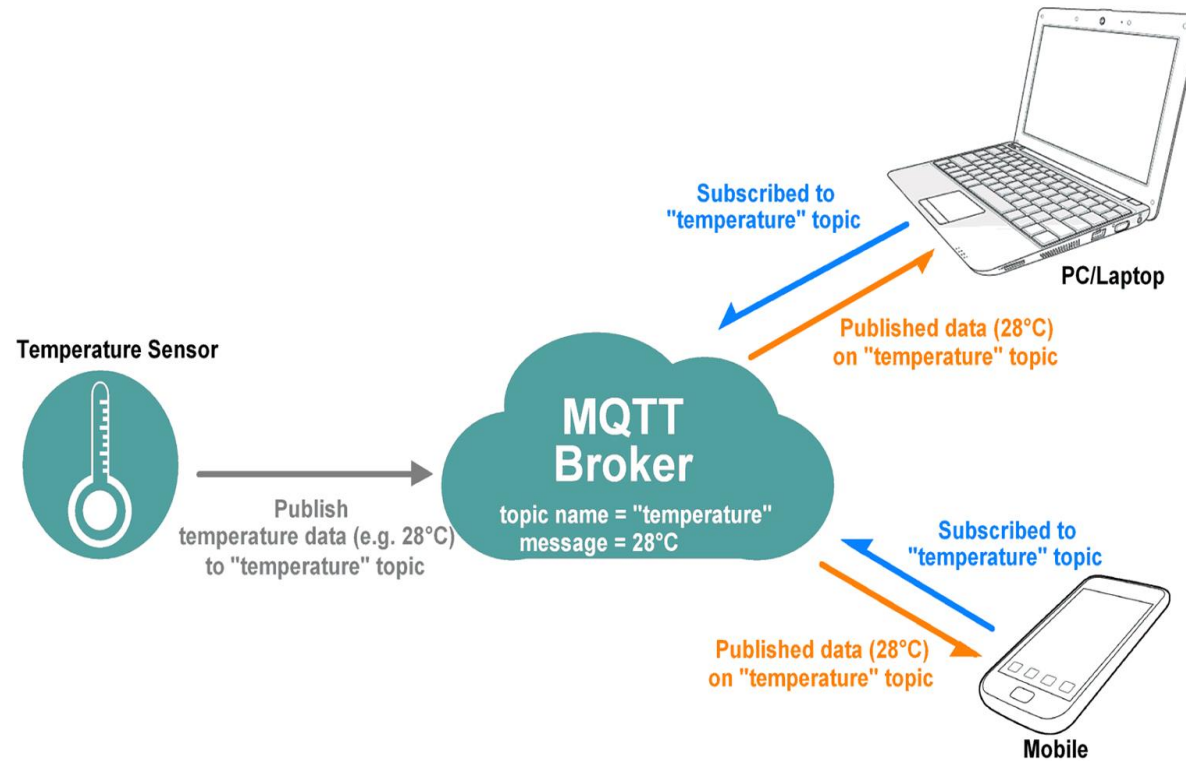 Subscribed to
"temperature" topic
PC/Laptop
Published data (28°C)
on "temperature" topic
Temperature Sensor
MQTT
Broker
topic name = "temperature"
message = 28°C
Publish
temperature data (e.g. 28°C)
to "temperature" topic
Subscribed to
"temperature" topic
Published data (28°C)
on "temperature" topic
Mobile